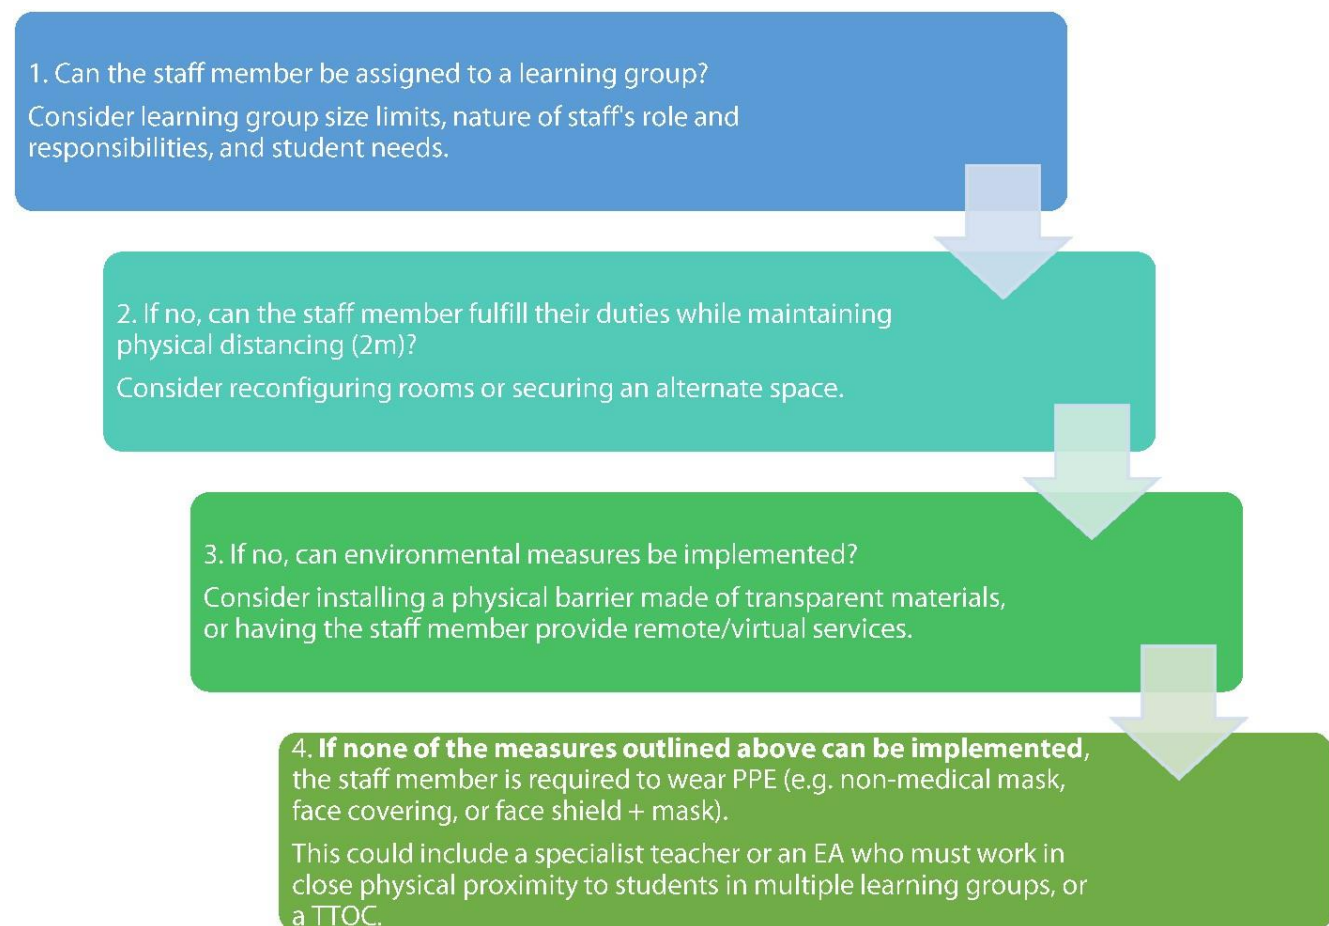 1. Can the staff member be assigned to a learning group?
Consider learning group size limits, nature of staff's role and
responsibilities, and student needs.
2. If no, can the staff member fulfill their duties while maintaining
physical distancing (2m)?
Consider reconfiguring rooms or securing an alternate space.
3. If no, can environmental measures be implemented?
Consider installing a physical barrier made of transparent materials,
or having the staff member provide remote/virtual services.
4. If none of the measures outlined above can be implemented,
the staff member is required to wear PPE (e.g. non-medical mask,
face covering, or face shield + mask).
This could include a specialist teacher or an EA who must work in
close physical proximity to students in multiple learning groups, or
a TTOC.